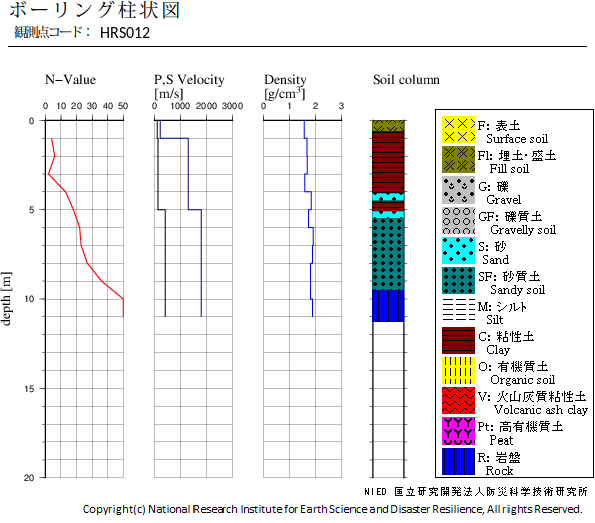 ボーリング柱状図
観測点コード： HRS012
N−Value
P,S Velocity
[m/s]
Density
[g/cm³]
Soil column
0 10 20 30 40 50
0 1000 2000 3000
0 1 2 3
0
5
10
15
20
depth [m]
F: 表土
Surface soil
Fl: 埋土・盛土
Fill soil
G: 礫
Gravel
GF: 礫質土
Gravelly soil
S: 砂
Sand
SF: 砂質土
Sandy soil
M: シルト
Silt
C: 粘性土
Clay
O: 有機質土
Organic soil
V: 火山灰質粘性土
Volcanic ash clay
Pt: 高有機質土
Peat
R: 岩盤
Rock
NIED 国立研究開発法人防災科学技術研究所
Copyright(c) National Research Institute for Earth Science and Disaster Resilience, All rights Reserved.